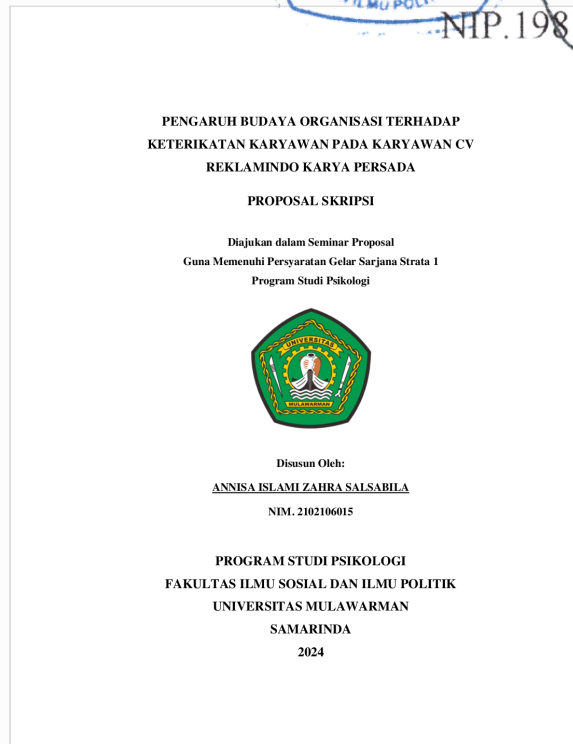 ILMU POLIT
NIP.198
PENGARUH BUDAYA ORGANISASI TERHADAP
KETERIKATAN KARYAWAN PADA KARYAWAN CV
REKLAMINDO KARYA PERSADA
PROPOSAL SKRIPSI
Diajukan dalam Seminar Proposal
Guna Memenuhi Persyaratan Gelar Sarjana Strata 1
Program Studi Psikologi
UNIVERSITAS
MULAWARMAN
Disusun Oleh:
ANNISA ISLAMI ZAHRA SALSABILA
NIM. 2102106015
PROGRAM STUDI PSIKOLOGI
FAKULTAS ILMU SOSIAL DAN ILMU POLITIK
UNIVERSITAS MULAWARMAN
SAMARINDA
2024